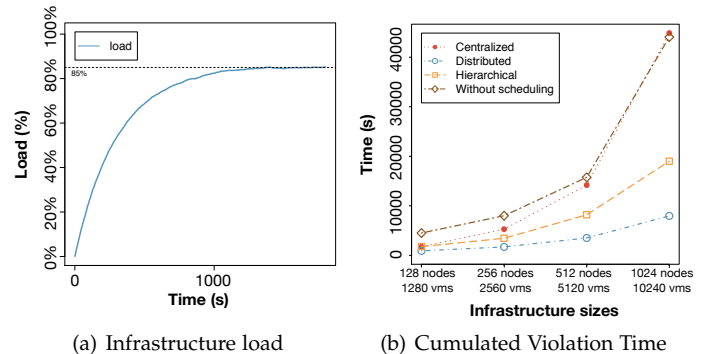 100%
80%
60%
40%
20%
0%
load
85%
Load (%)
0
1000
Time (s)
(a) Infrastructure load
40000
30000
20000
10000
0
Time (s)
Centralized
Distributed
Hierarchical
Without scheduling
128 nodes
1280 vms
256 nodes
2560 vms
512 nodes
5120 vms
1024 nodes
10240 vms
Infrastructure sizes
(b) Cumulated Violation Time